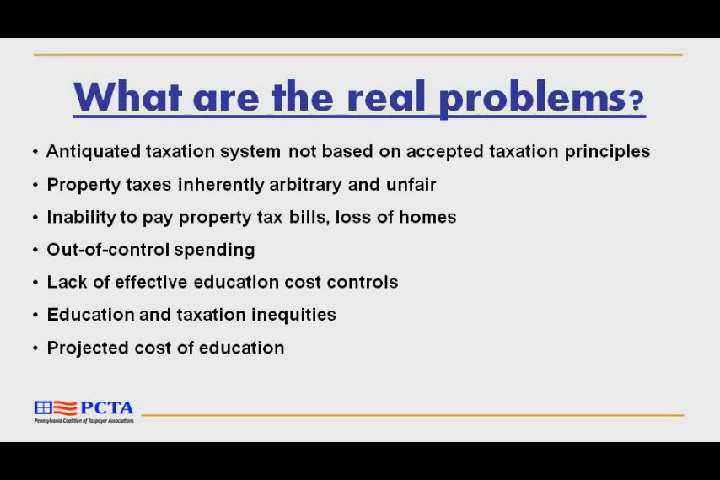 What are the real problems?
• Antiquated taxation system not based on accepted taxation principles
• Property taxes inherently arbitrary and unfair
• Inability to pay property tax bills, loss of homes
• Out-of-control spending
• Lack of effective education cost controls
• Education and taxation inequities
• Projected cost of education
PCTA
Pennsylvania Coalition of Taxpayer Associations